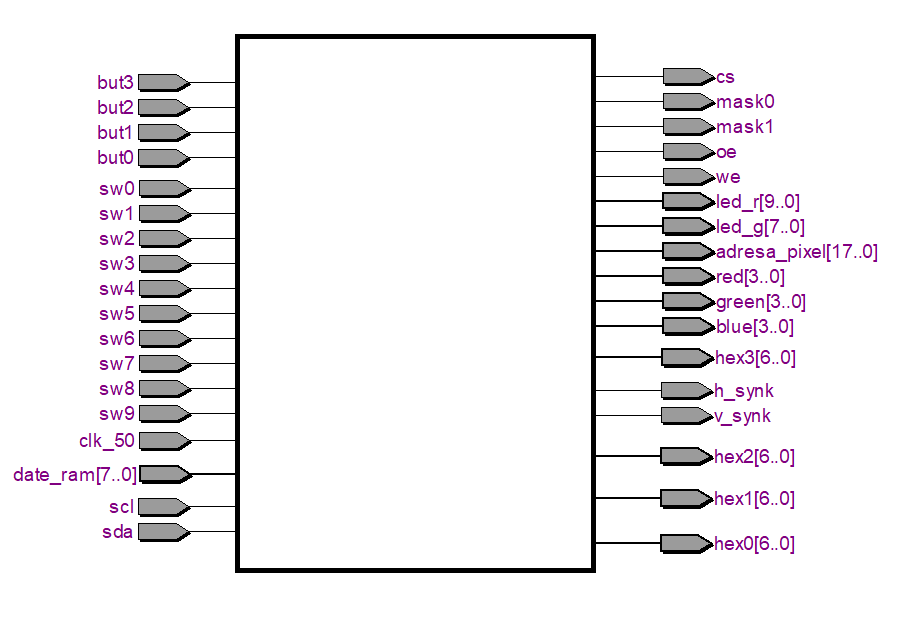 but3
but2
but1
but0
sw0
sw1
sw2
sw3
sw4
sw5
sw6
sw7
sw8
sw9
clk_50
date_ram[7..0]
scl
sda
cs
mask0
mask1
oe
we
led_r[9..0]
led_g[7..0]
adresa_pixel[17..0]
red[3..0]
green[3..0]
blue[3..0]
hex3[6..0]
h_synk
v_synk
hex2[6..0]
hex1[6..0]
hex0[6..0]